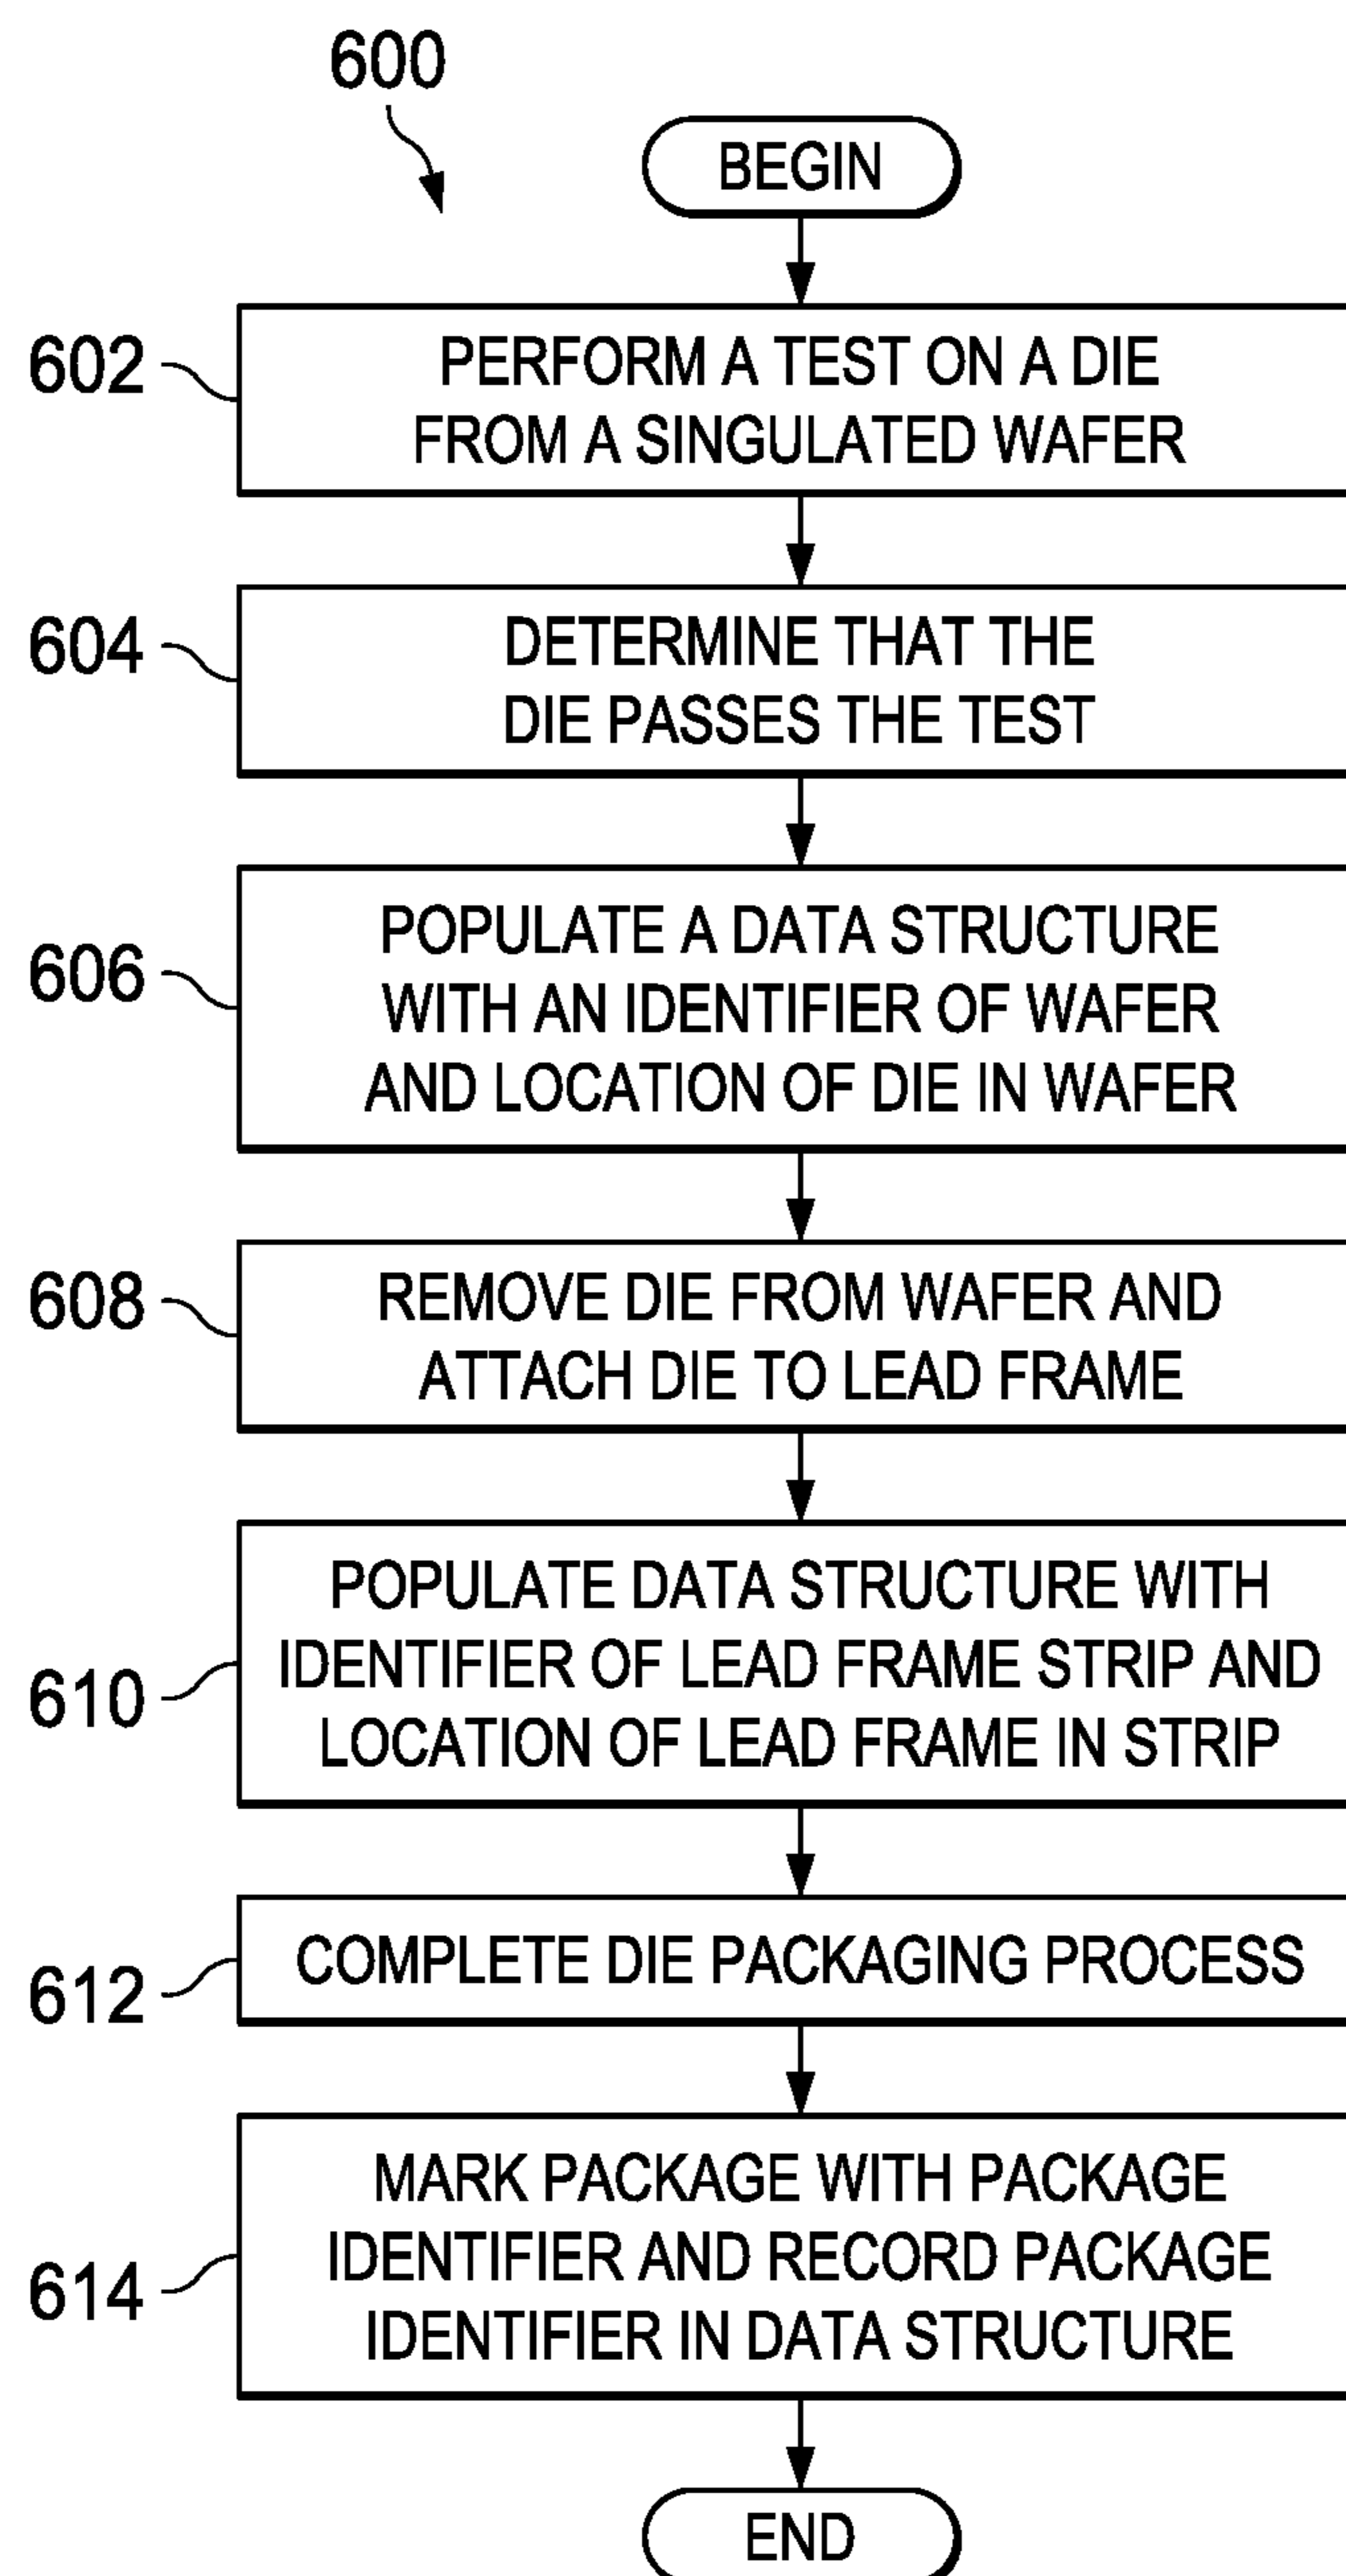 600
BEGIN
602
PERFORM A TEST ON A DIE
FROM A SINGULATED WAFER
604
DETERMINE THAT THE
DIE PASSES THE TEST
606
POPULATE A DATA STRUCTURE
WITH AN IDENTIFIER OF WAFER
AND LOCATION OF DIE IN WAFER
608
REMOVE DIE FROM WAFER AND
ATTACH DIE TO LEAD FRAME
610
POPULATE DATA STRUCTURE WITH
IDENTIFIER OF LEAD FRAME STRIP AND
LOCATION OF LEAD FRAME IN STRIP
612
COMPLETE DIE PACKAGING PROCESS
614
MARK PACKAGE WITH PACKAGE
IDENTIFIER AND RECORD PACKAGE
IDENTIFIER IN DATA STRUCTURE
END